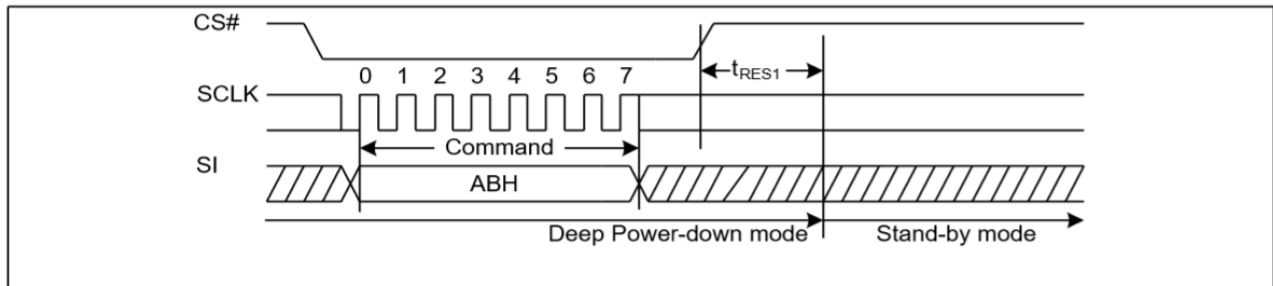 CS#
tRES1
0 1 2 3 4 5 6 7
SCLK
Command
SI
ABH
Deep Power-down mode Stand-by mode